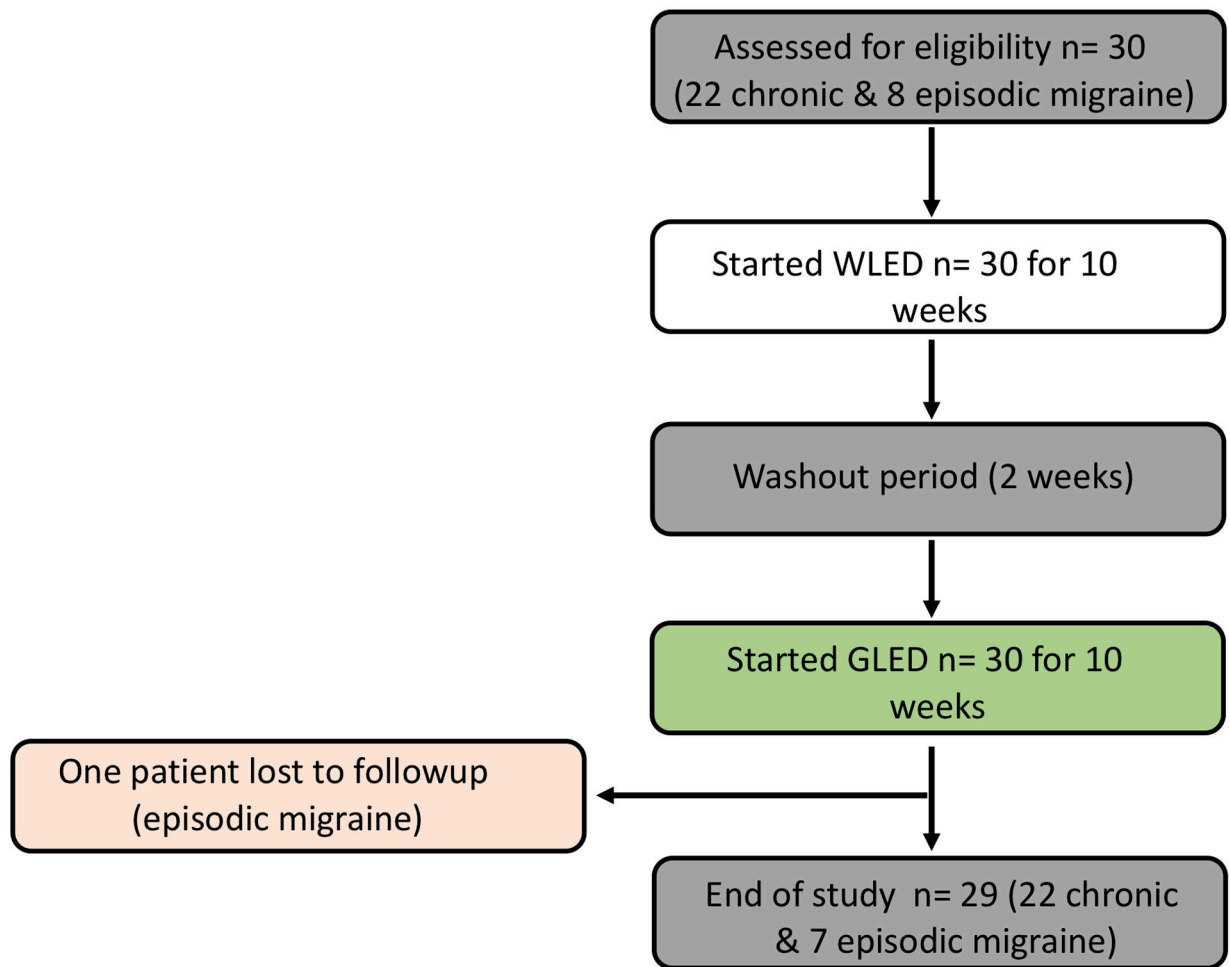 Assessed for eligibility n= 30
(22 chronic & 8 episodic migraine)
Started WLED n= 30 for 10
weeks
Washout period (2 weeks)
Started GLED n= 30 for 10
weeks
One patient lost to followup
(episodic migraine)
End of study  n= 29 (22 chronic
& 7 episodic migraine)